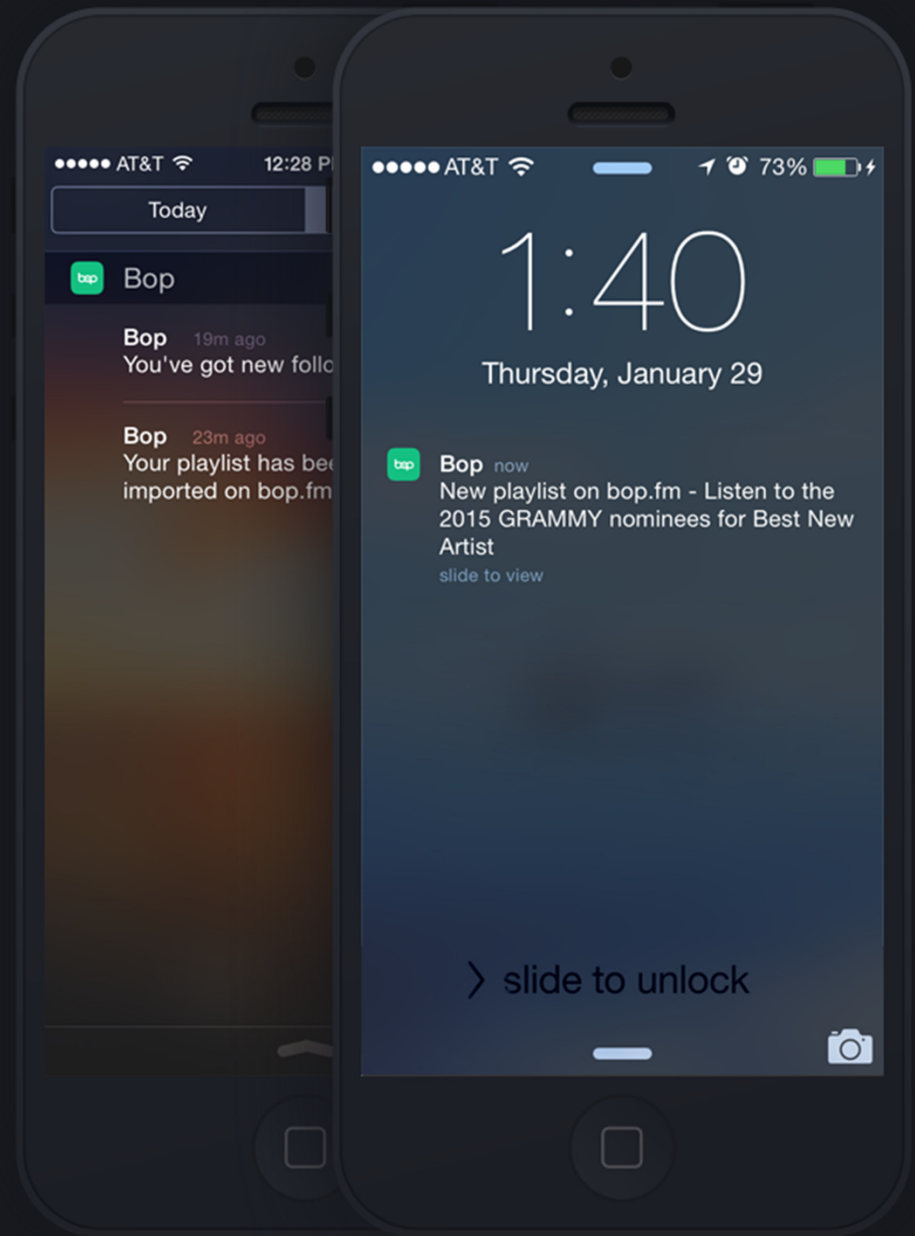 AT&T 12:28 P
Today
bop Bop
Bop 19m ago
You've got new follo
Bop 23m ago
Your playlist has bee
imported on bop.fm
AT&T 73%
1:40
Thursday, January 29
bop Bop now
New playlist on bop.fm - Listen to the
2015 GRAMMY nominees for Best New
Artist
slide to view
> slide to unlock